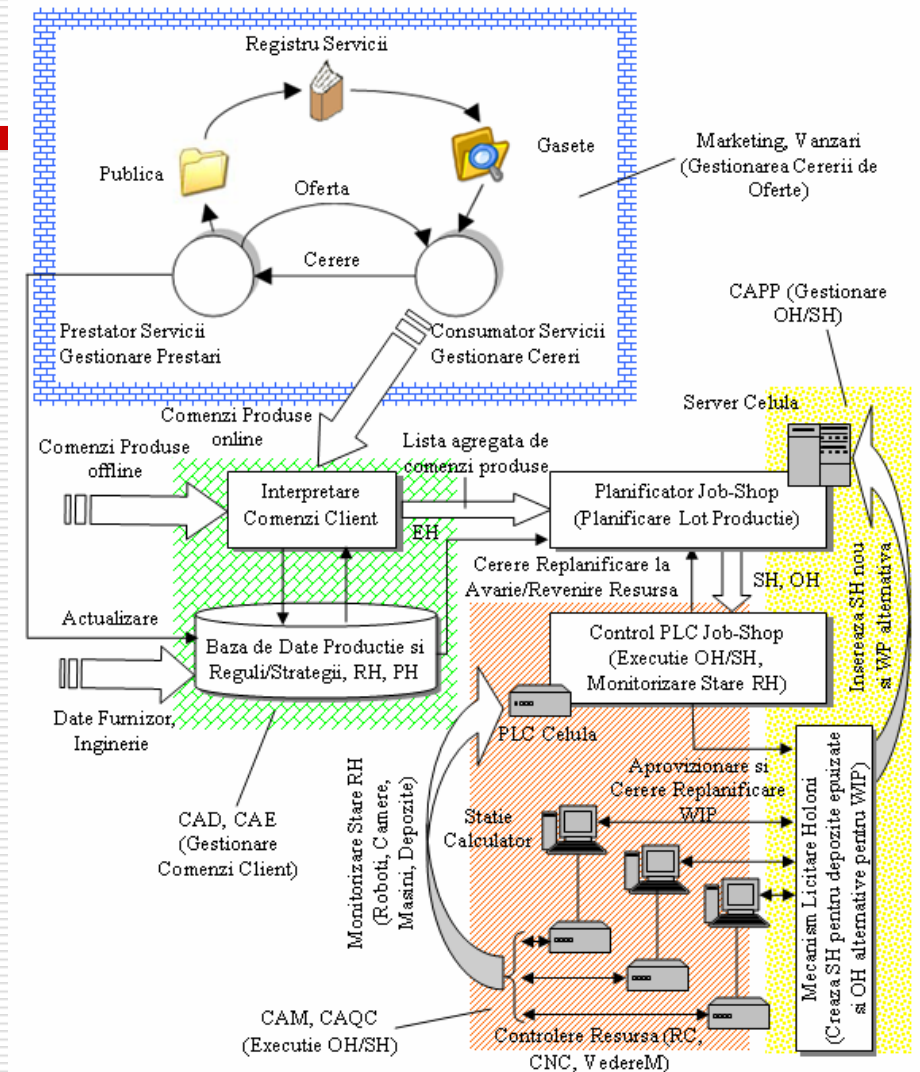 Registru Servicii
Publica
Gasete
Oferta
Cerere
Marketing, Vanzari
(Gestionarea Cererii de
Oferte)
Prestator Servicii
Gestionare Prestari
Consumator Servicii
Gestionare Cereri
CAPP (Gestionare
OH/SH)
Server Celula
Comenzi Produse
online
Comenzi Produse
offline
Lista agregata de
comenzi produse
Interpretare
Comenzi Client
EH
Planificator Job-Shop
(Planificare Lot Productie)
Cerere Replanificare la
Avarie/Revenire Resursa
SH, OH
Insereaza SH nou
si WP alternativa
Actualizare
Baza de Date Productie si
Reguli/Strategii, RH, PH
Control PLC Job-Shop
(Executie OH/SH,
Monitorizare Stare RH)
Date Furnizor,
Inginerie
PLC Celula
Aprovizionare si
Cerere Replanificare
WIP
CAD, CAE
(Gestionare
Comenzi Client)
Monitorizare Stare RH
(Roboti, Camere,
Masini, Depozite)
Statie
Calculator
Mecanism Licitare Holoni
(Creaza SH pentru depozite epuizate
si OH alternative pentru WIP)
CAM, CAQC
(Executie OH/SH)
Controlere Resursa (RC,
CNC, VedereM)